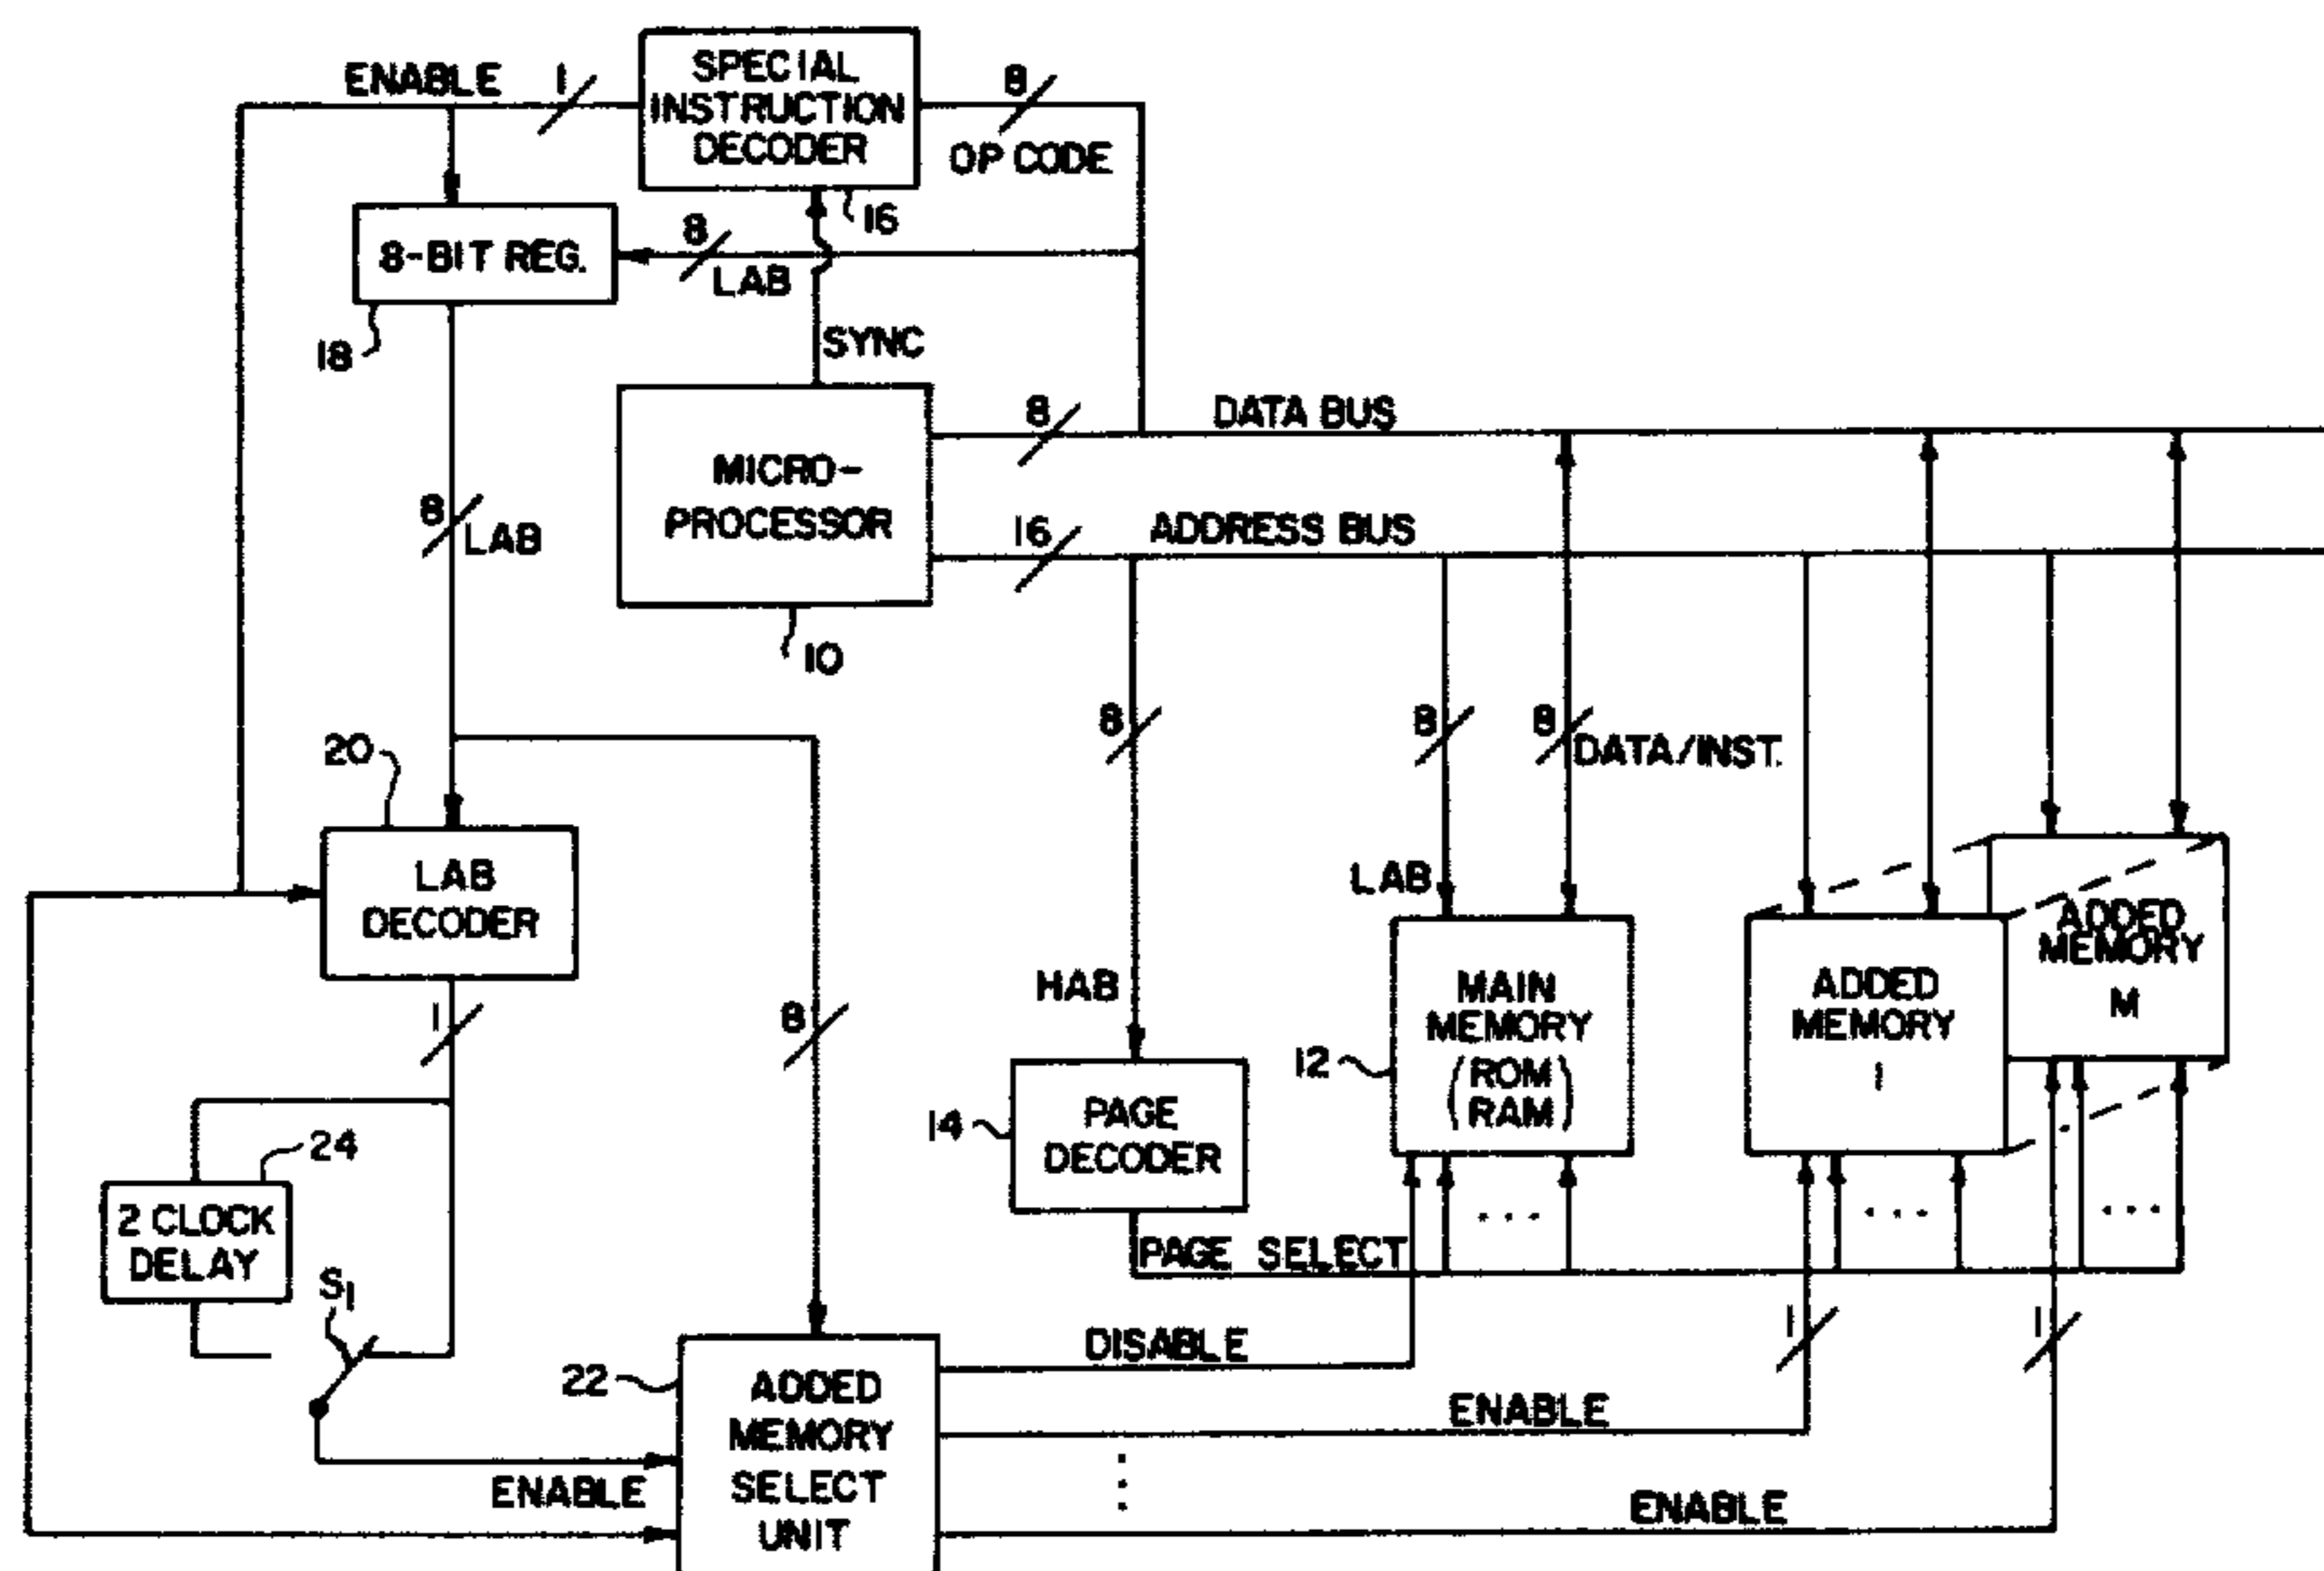 ENABLE
1
SPECIAL
INSTRUCTION
DECODER
8
OP CODE
16
8-BIT REG.
8
LAB
18
SYNC
MICRO-
PROCESSOR
10
8
DATA BUS
16
ADDRESS BUS
8
LAB
20
LAB
DECODER
1
8
8
HAB
8
LAB
8
DATA/INST.
14
PAGE
DECODER
12
MAIN
MEMORY
(ROM
RAM)
ADDED
MEMORY
1
ADDED
MEMORY
M
24
2 CLOCK
DELAY
S1
PAGE SELECT
...
...
...
22
ADDED
MEMORY
SELECT
UNIT
DISABLE
ENABLE
1
1
ENABLE
ENABLE